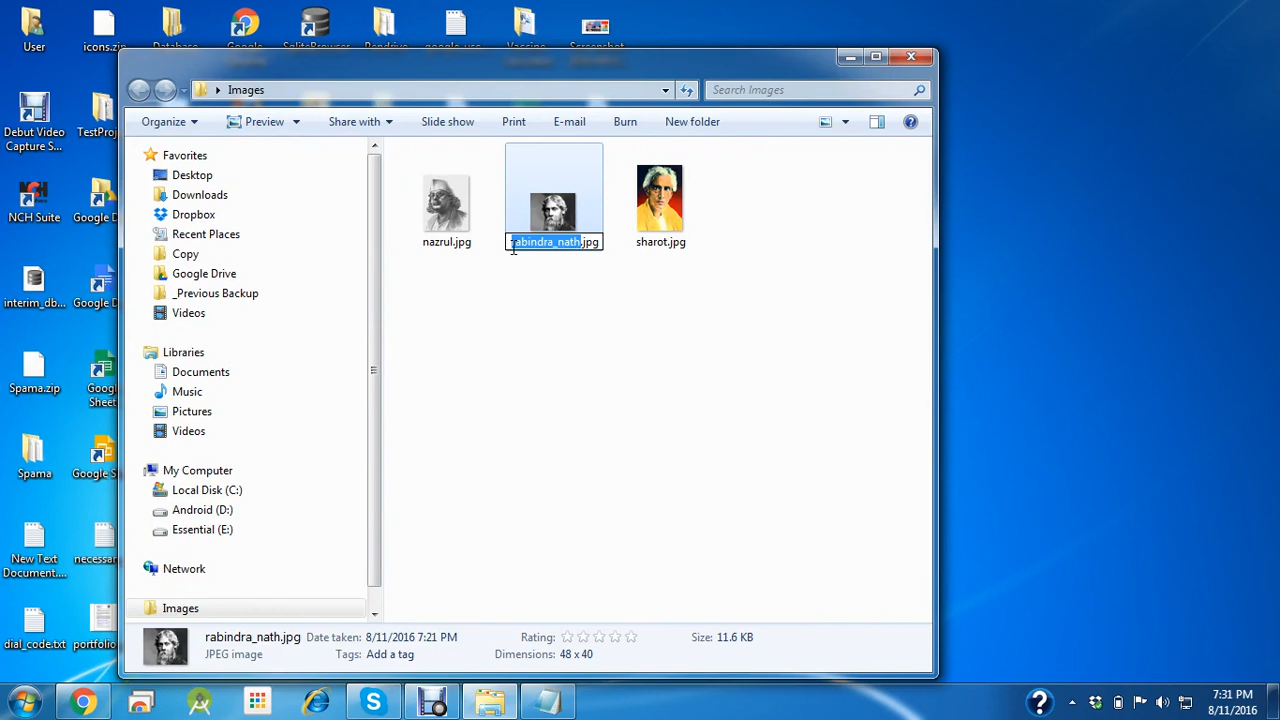 User
icons.zip
Database
Google
SqliteBrowser
Pendrive
google_use
Vaccine
Screenshot
Debut Video
Capture S...
TestProj
NCH Suite
Google D
interim_db...
Google D
Spama.zip
Google
Sheet
Spama
Google S
New Text
Document....
necessar
dial_code.txt
portfolio
Images
Search Images
Organize
Preview
Share with
Slide show
Print
E-mail
Burn
New folder
Favorites
Desktop
Downloads
Dropbox
Recent Places
Copy
Google Drive
_Previous Backup
Videos
Libraries
Documents
Music
Pictures
Videos
My Computer
Local Disk (C:)
Android (D:)
Essential (E:)
Network
Images
nazrul.jpg
rabindra_nath.jpg
sharot.jpg
rabindra_nath.jpg
Date taken: 8/11/2016 7:21 PM
Rating:
Size: 11.6 KB
JPEG image
Tags: Add a tag
Dimensions: 48 x 40
7:31 PM
8/11/2016